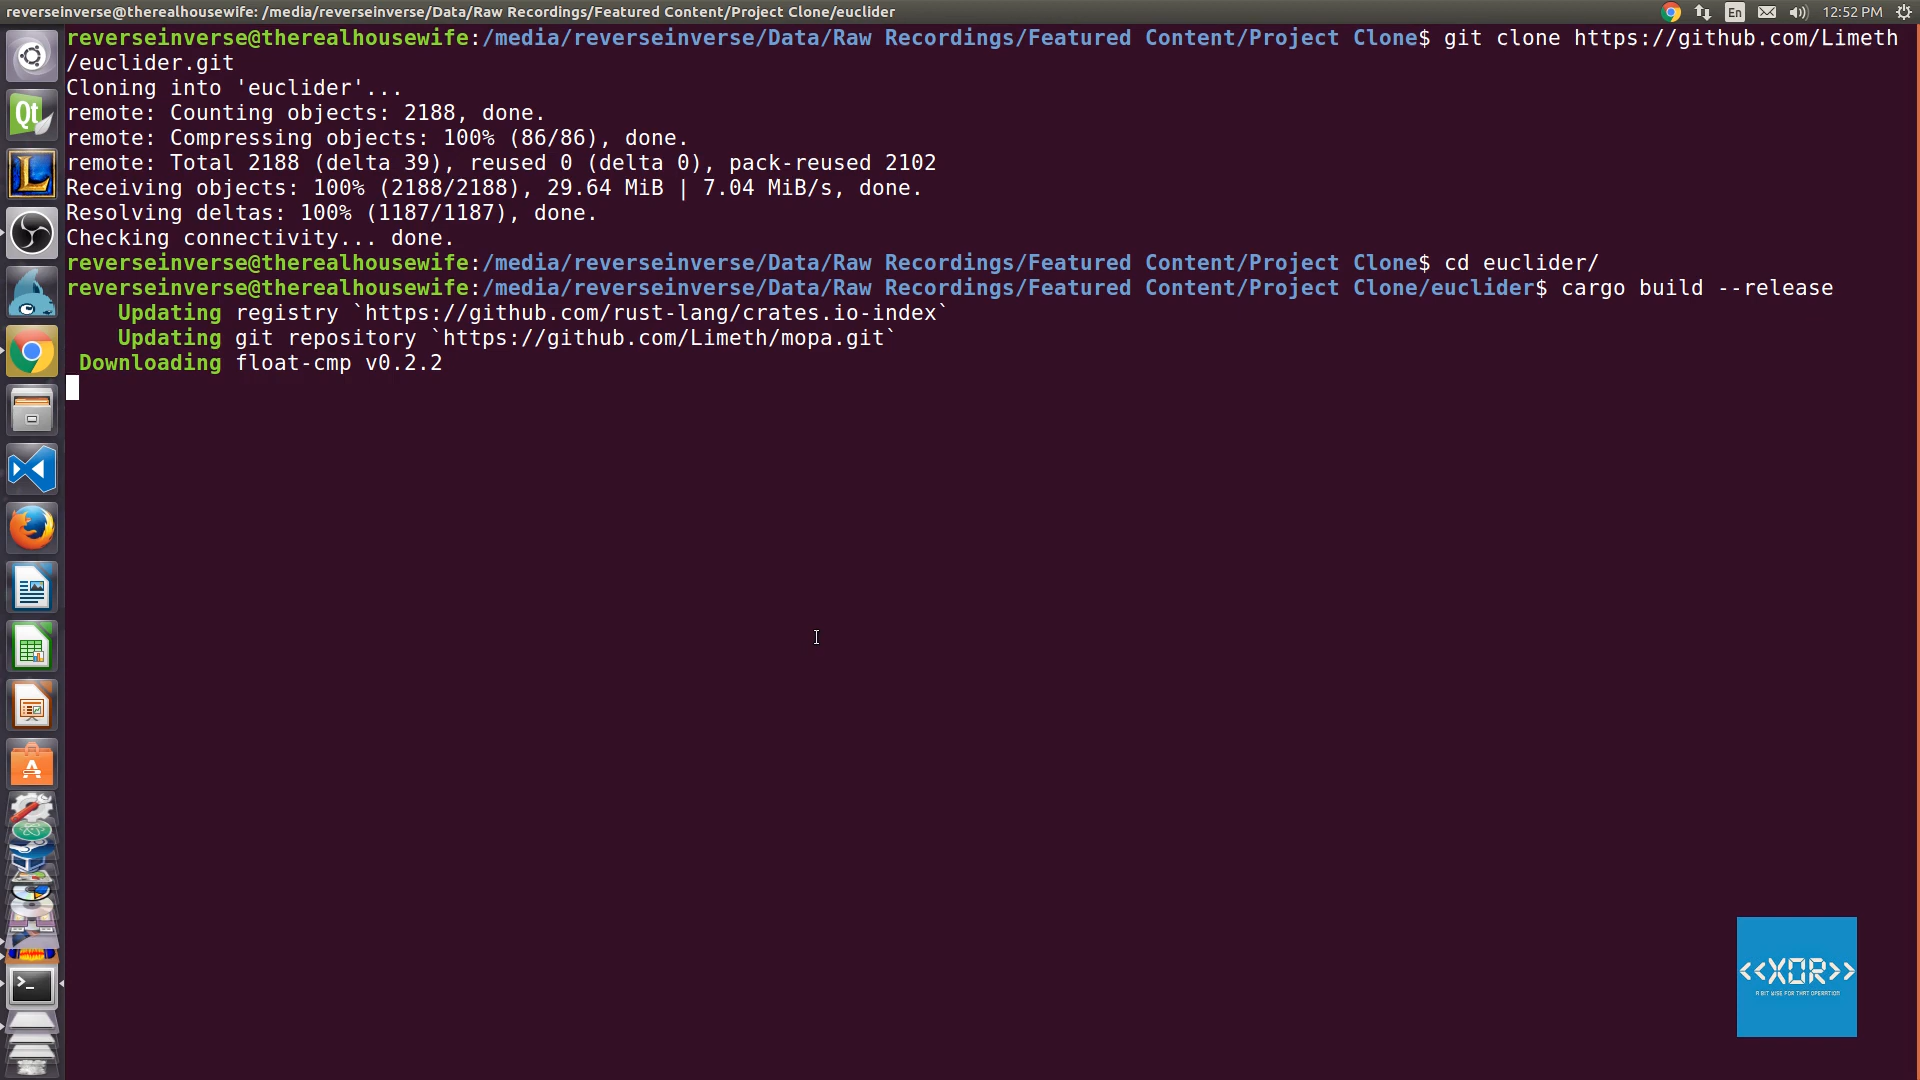 reverseinverse@therealhousewife: /media/reverseinverse/Data/Raw Recordings/Featured Content/Project Clone/euclider
En
12:52 PM
reverseinverse@therealhousewife:/media/reverseinverse/Data/Raw Recordings/Featured Content/Project Clone$ git clone https://github.com/Limeth
/euclider.git
Cloning into 'euclider'...
remote: Counting objects: 2188, done.
remote: Compressing objects: 100% (86/86), done.
remote: Total 2188 (delta 39), reused 0 (delta 0), pack-reused 2102
Receiving objects: 100% (2188/2188), 29.64 MiB | 7.04 MiB/s, done.
Resolving deltas: 100% (1187/1187), done.
Checking connectivity... done.
reverseinverse@therealhousewife:/media/reverseinverse/Data/Raw Recordings/Featured Content/Project Clone$ cd euclider/
reverseinverse@therealhousewife:/media/reverseinverse/Data/Raw Recordings/Featured Content/Project Clone/euclider$ cargo build --release
Updating registry `https://github.com/rust-lang/crates.io-index`
Updating git repository `https://github.com/Limeth/mopa.git`
Downloading float-cmp v0.2.2
Qt
L
A
>_
<<XOR>>
A BIT WISE FOR THAT OPERATION